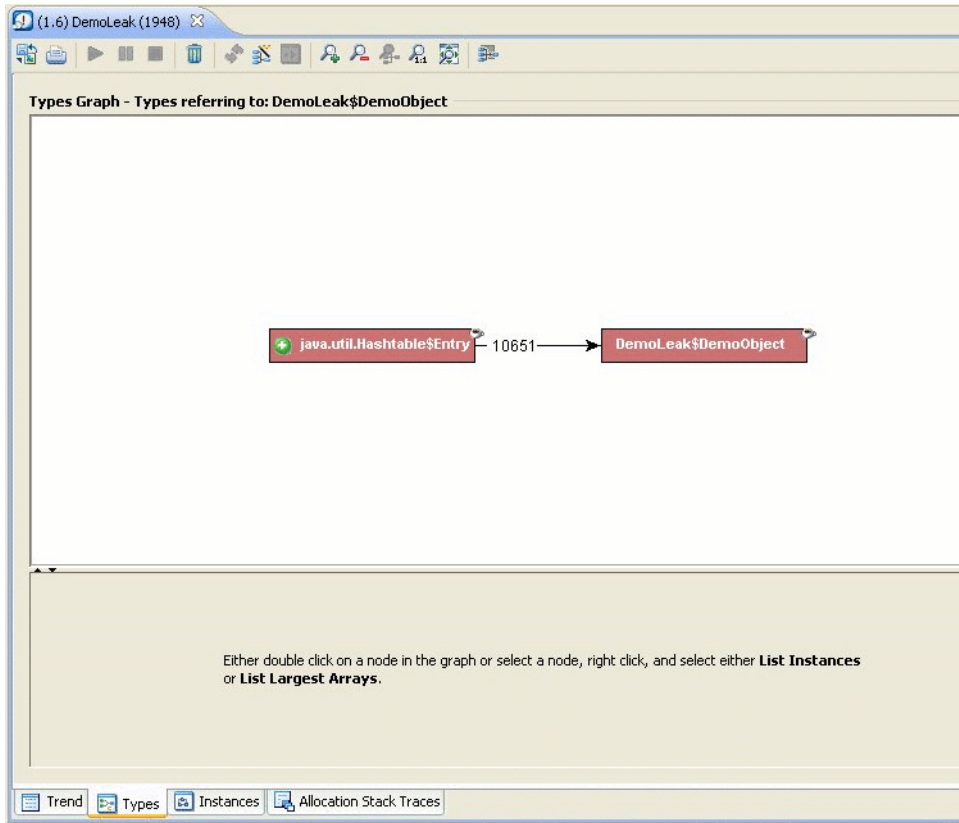 (1.6) DemoLeak (1948)
1:1
Types Graph - Types referring to: DemoLeak$DemoObject
java.util.Hashtable$Entry
10651
DemoLeak$DemoObject
Either double click on a node in the graph or select a node, right click, and select either List Instances
or List Largest Arrays.
Trend
Types
Instances
Allocation Stack Traces